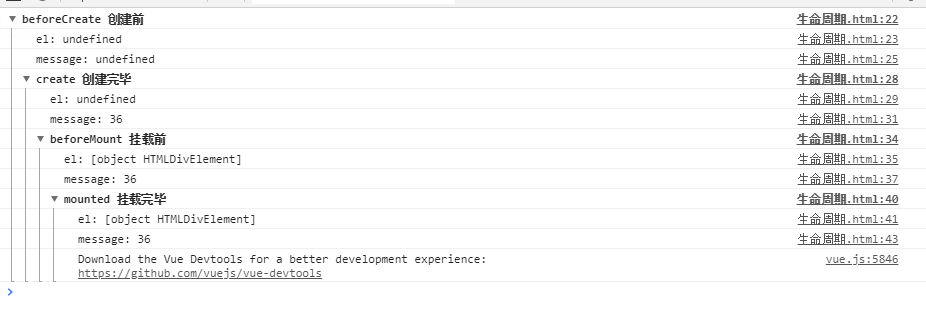 beforeCreate 创建前 生命周期.html:22
el: undefined 生命周期.html:23
message: undefined 生命周期.html:25
create 创建完毕 生命周期.html:28
el: undefined 生命周期.html:29
message: 36 生命周期.html:31
beforeMount 挂载前 生命周期.html:34
el: [object HTMLDivElement] 生命周期.html:35
message: 36 生命周期.html:37
mounted 挂载完毕 生命周期.html:40
el: [object HTMLDivElement] 生命周期.html:41
message: 36 生命周期.html:43
Download the Vue Devtools for a better development experience: vue.js:5846
https://github.com/vuejs/vue-devtools